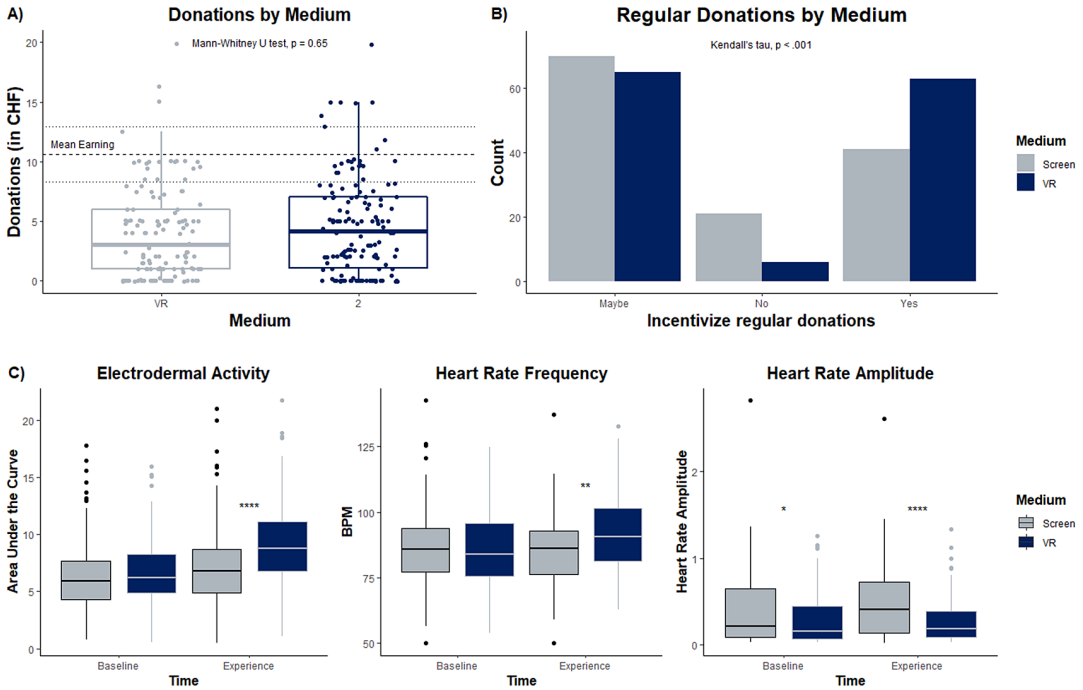 A)
Donations by Medium
Mann-Whitney U test, p = 0.65
Mean Earning
Donations (in CHF)
20
15
10
5
0
VR
2
Medium
B)
Regular Donations by Medium
Kendall's tau, p < .001
Count
60
40
20
0
Maybe
No
Yes
Incentivize regular donations
Medium
Screen
VR
C)
Electrodermal Activity
Area Under the Curve
20
15
10
5
0
****
Baseline
Experience
Time
Heart Rate Frequency
BPM
125
100
75
50
**
Baseline
Experience
Time
Heart Rate Amplitude
Heart Rate Amplitude
2
1
0
*
****
Baseline
Experience
Time
Medium
Screen
VR